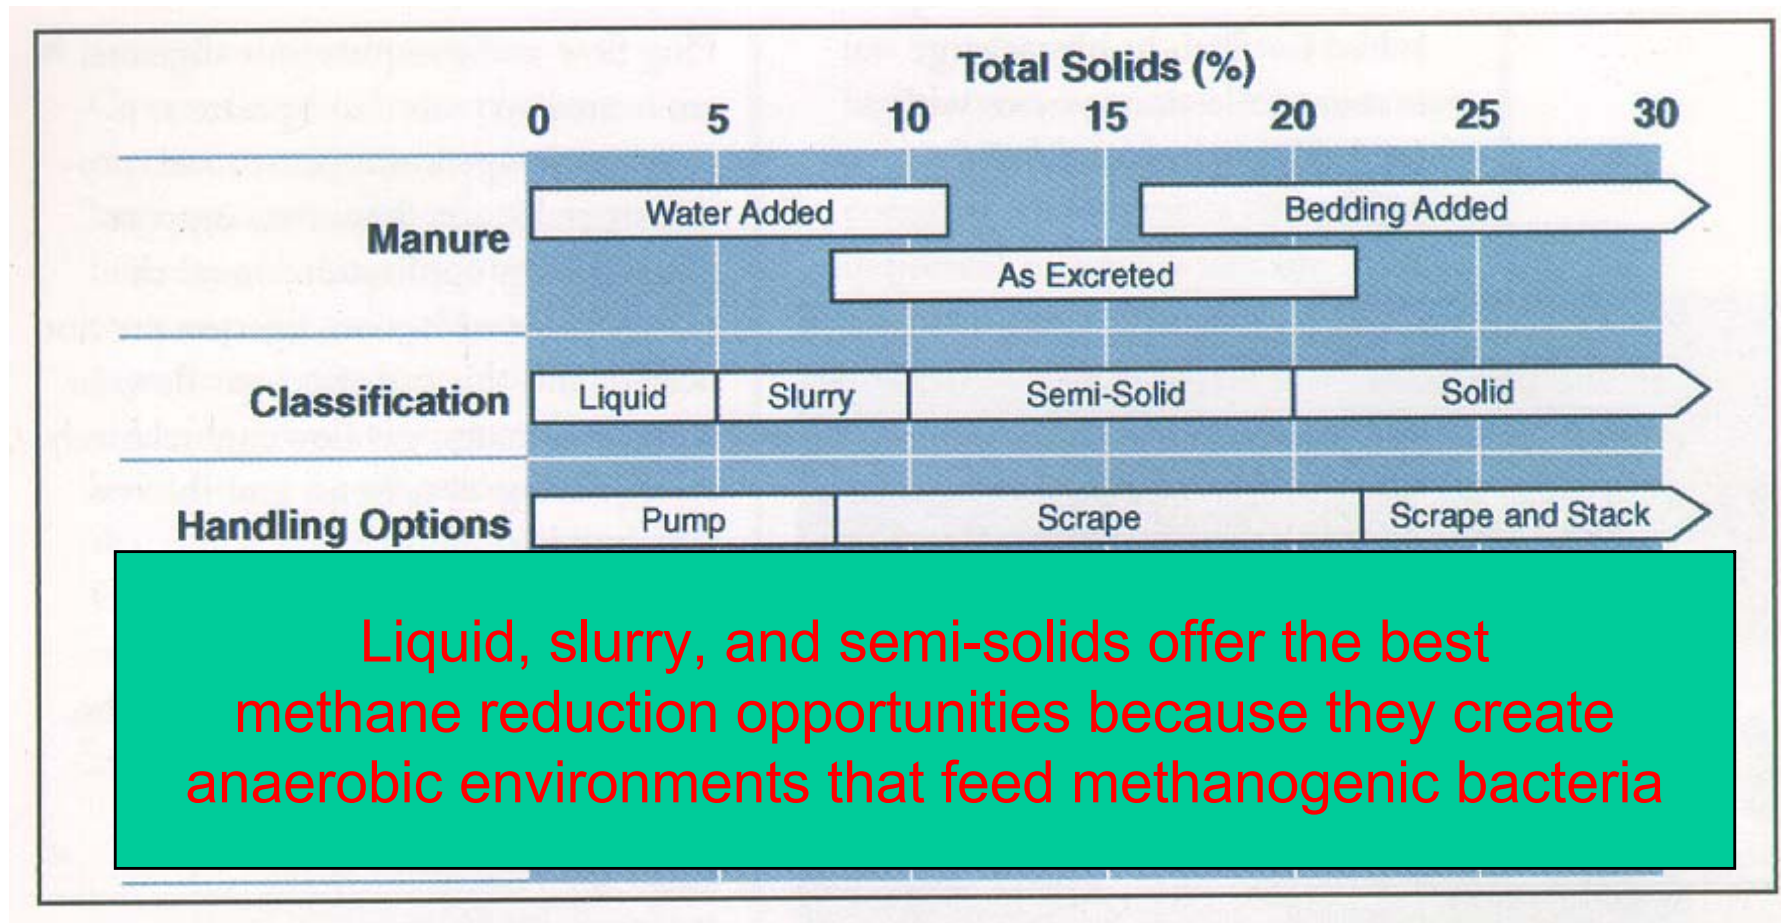 Total Solids (%)
0 5 10 15 20 25 30
Manure
Water Added
Bedding Added
As Excreted
Classification
Liquid
Slurry
Semi-Solid
Solid
Handling Options
Pump
Scrape
Scrape and Stack
Liquid, slurry, and semi-solids offer the best
methane reduction opportunities because they create
anaerobic environments that feed methanogenic bacteria